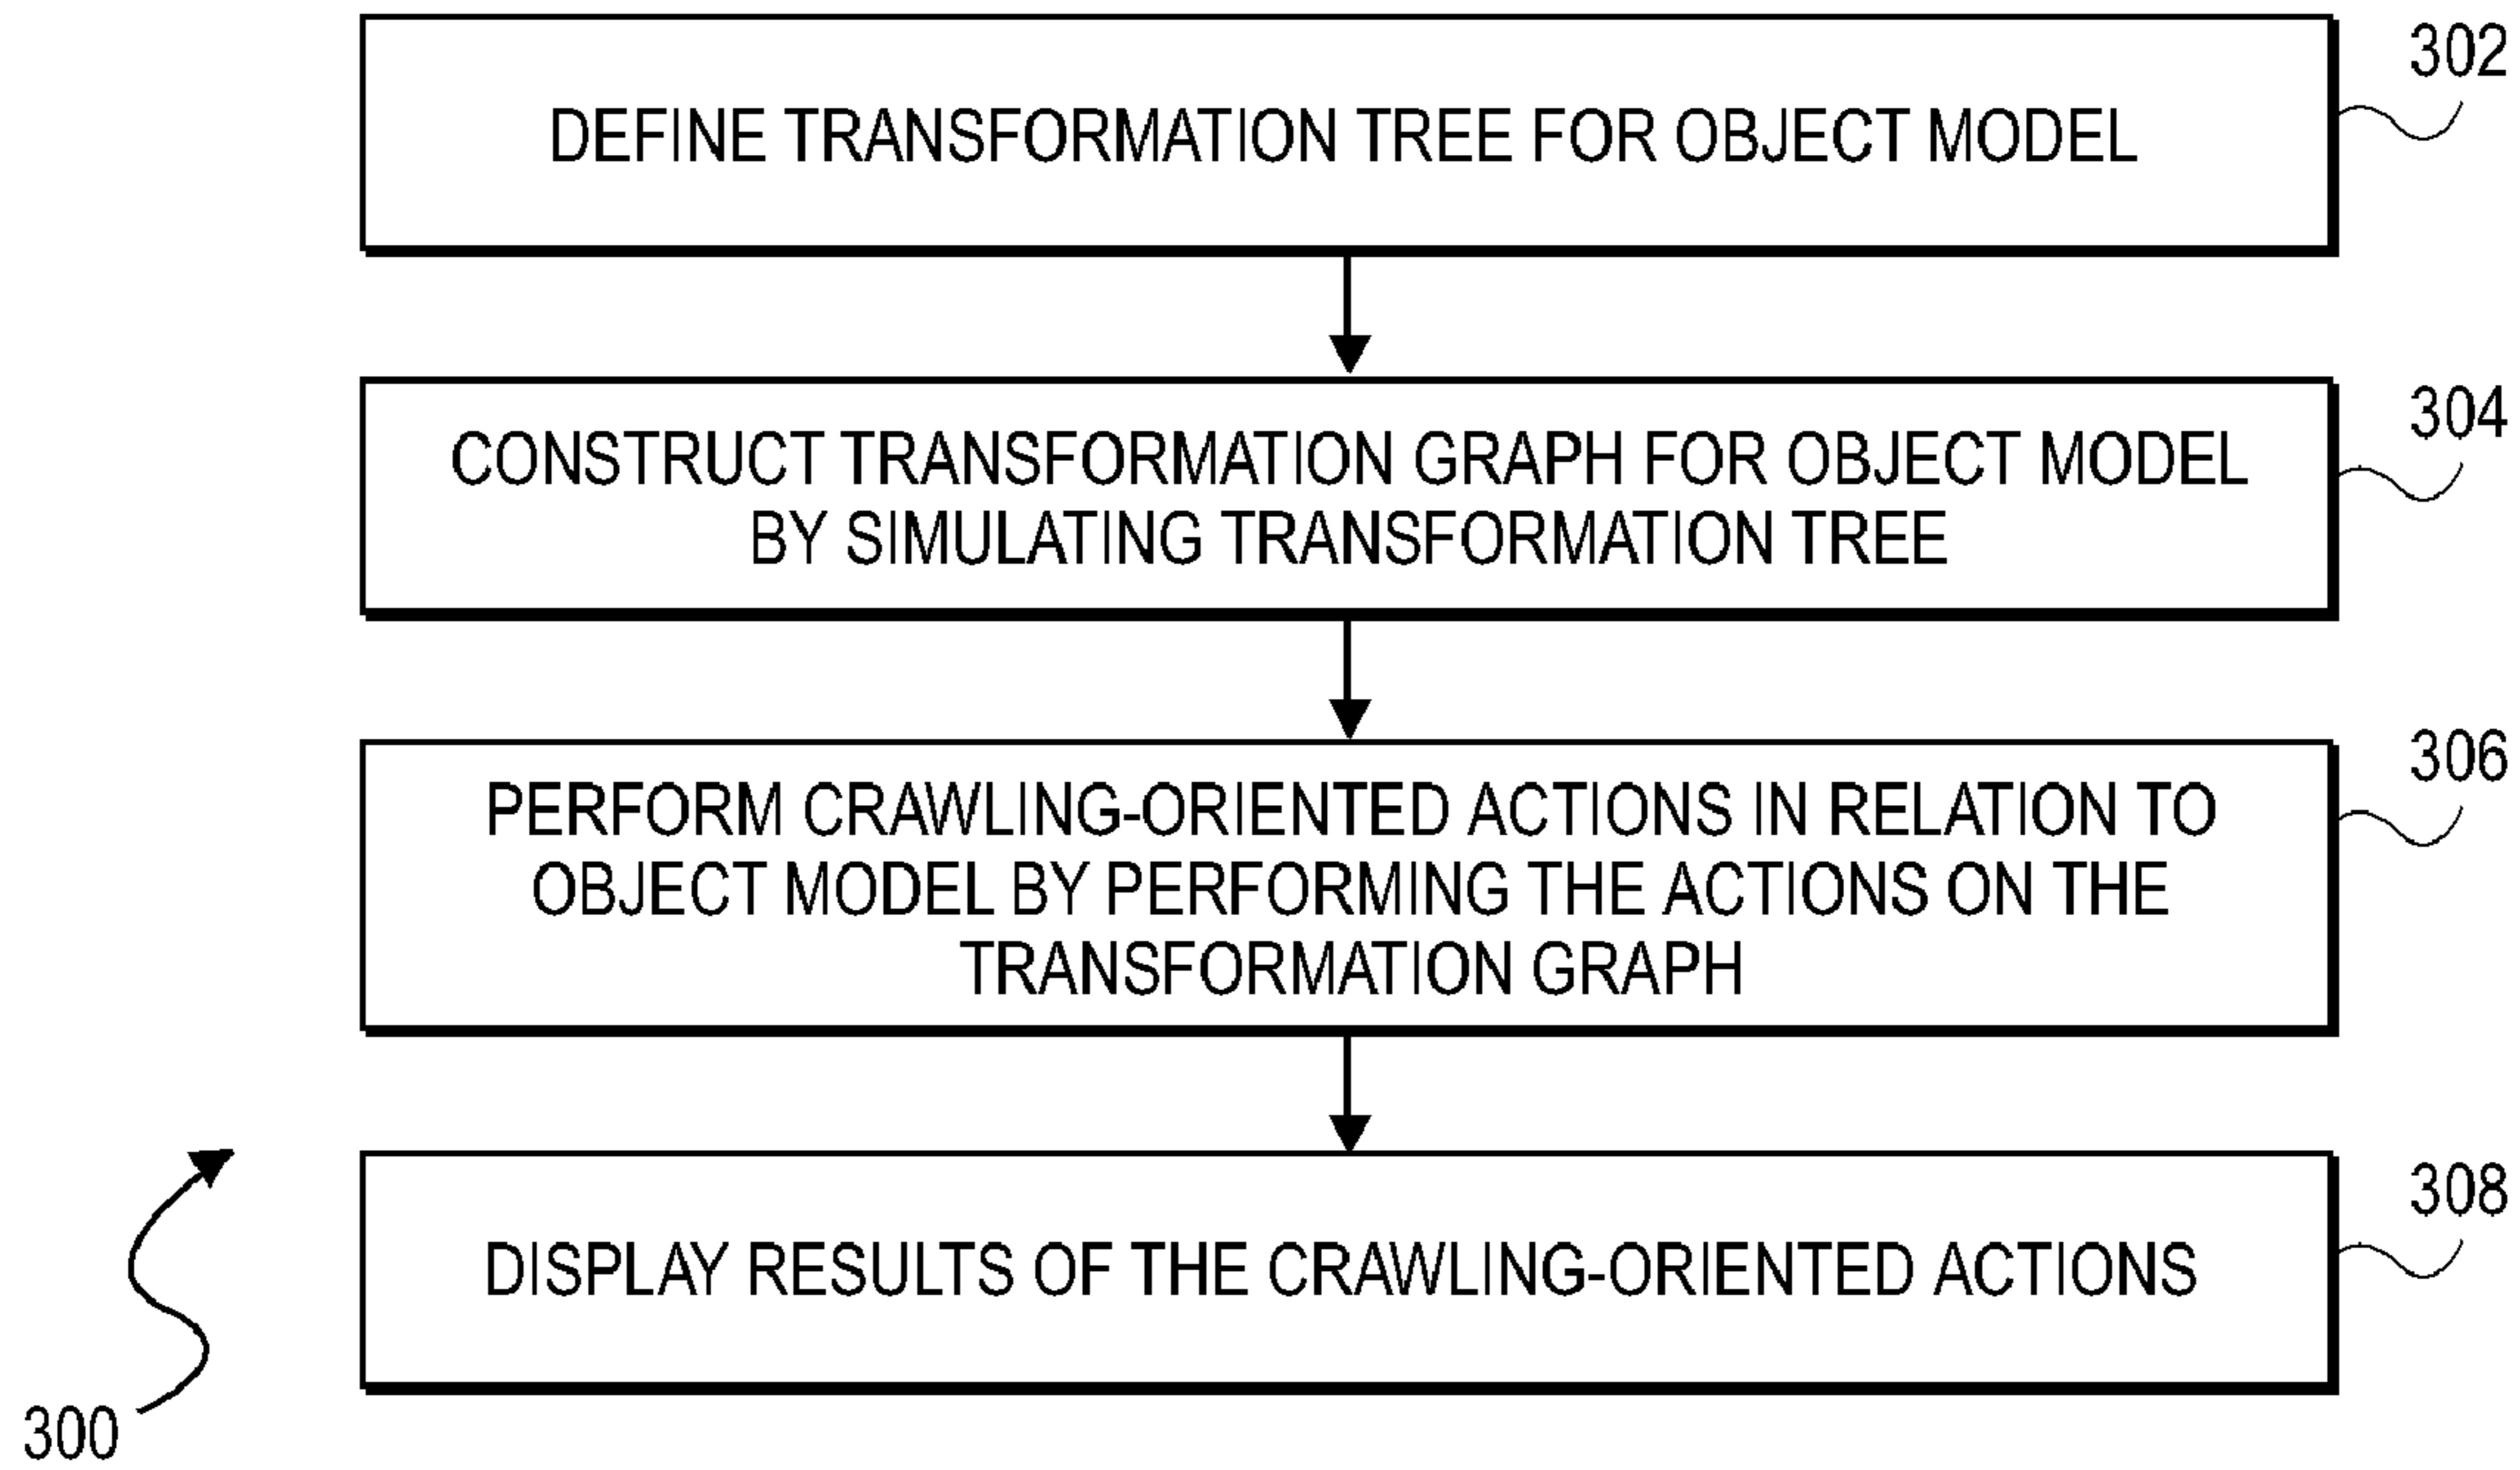 302
DEFINE TRANSFORMATION TREE FOR OBJECT MODEL
304
CONSTRUCT TRANSFORMATION GRAPH FOR OBJECT MODEL
BY SIMULATING TRANSFORMATION TREE
306
PERFORM CRAWLING-ORIENTED ACTIONS IN RELATION TO
OBJECT MODEL BY PERFORMING THE ACTIONS ON THE
TRANSFORMATION GRAPH
308
DISPLAY RESULTS OF THE CRAWLING-ORIENTED ACTIONS
300